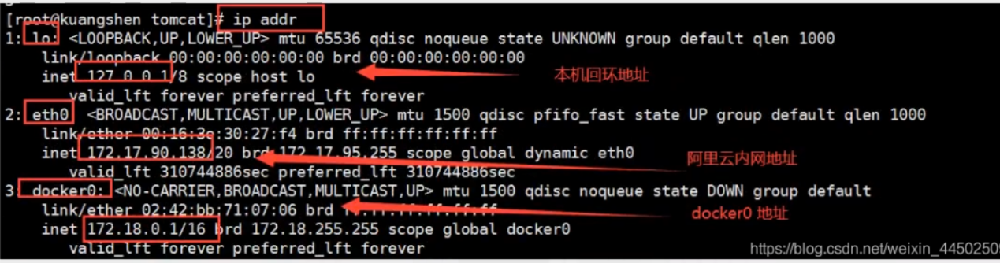 [root@kuangshen tomcat]# ip addr
1: lo: <LOOPBACK,UP,LOWER_UP> mtu 65536 qdisc noqueue state UNKNOWN group default qlen 1000
link/loopback 00:00:00:00:00:00 brd 00:00:00:00:00:00
inet 127.0.0.1/8 scope host lo
本机回环地址
valid_lft forever preferred_lft forever
2: eth0 <BROADCAST,MULTICAST,UP,LOWER_UP> mtu 1500 qdisc pfifo_fast state UP group default qlen 1000
link/ether 00:16:3e:30:27:f4 brd ff:ff:ff:ff:ff:ff
inet 172.17.90.138/20 brd 172.17.95.255 scope global dynamic eth0
阿里云内网地址
valid_lft 310744886sec preferred_lft 310744886sec
3: docker0: <NO-CARRIER,BROADCAST,MULTICAST,UP> mtu 1500 qdisc noqueue state DOWN group default
link/ether 02:42:bb:71:07:06 brd ff:ff:ff:ff:ff:ff
docker0 地址
inet 172.18.0.1/16 brd 172.18.255.255 scope global docker0
valid_lft forever preferred_lft forever
https://blog.csdn.net/weixin_4450250